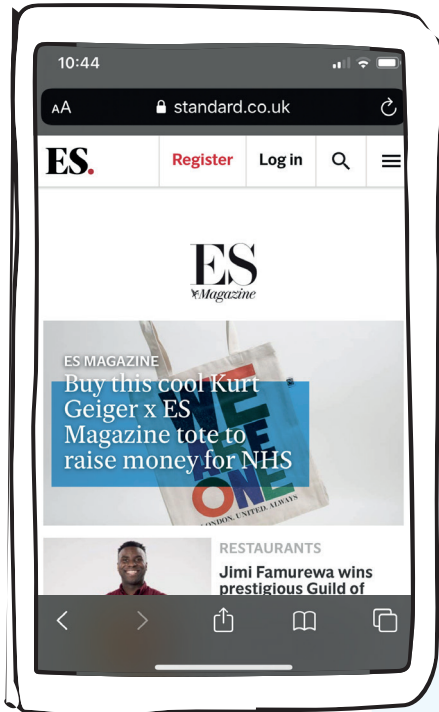 10:44
AA standard.co.uk
ES.
Register Log in
ES
Magazine
ES MAGAZINE
Buy this cool Kurt
Geiger x ES
Magazine tote to
raise money for NHS
WE
ARE
ONE
LONDON. UNITED. ALWAYS
RESTAURANTS
Jimi Famurewa wins
prestigious Guild of